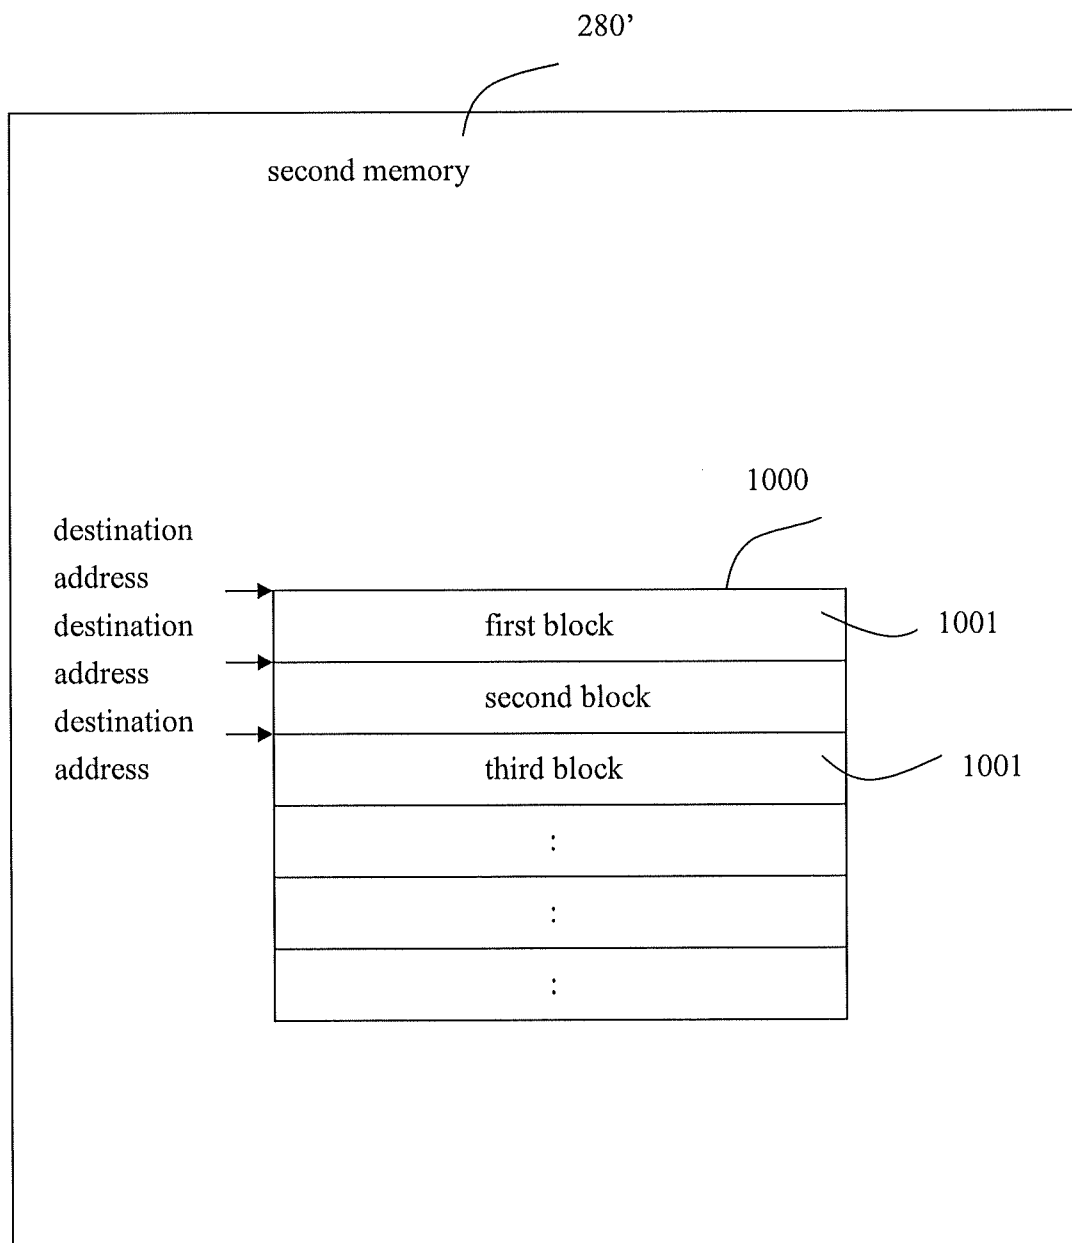 280’
second memory
1000
destination
address
destination
address
destination
address
first block
1001
second block
third block
1001
:
:
: